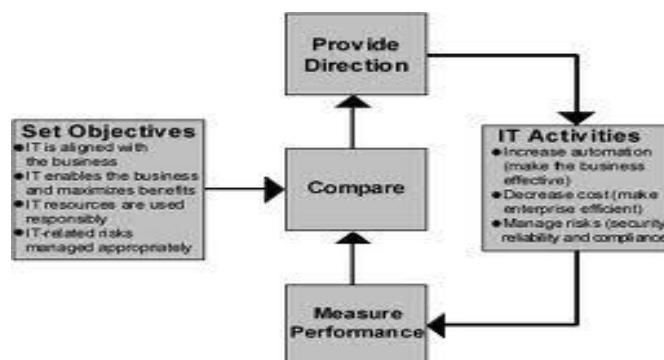 Provide
Direction
Set Objectives
●IT is aligned with
the business
●IT enables the business
and maximizes benefits
●IT resources are used
responsibly
●IT-related risks
managed appropriately
Compare
IT Activities
●Increase automation
(make the business
effective)
●Decrease cost (make
enterprise efficient)
●Manage risks (security
reliability and compliance
Measure
Performance